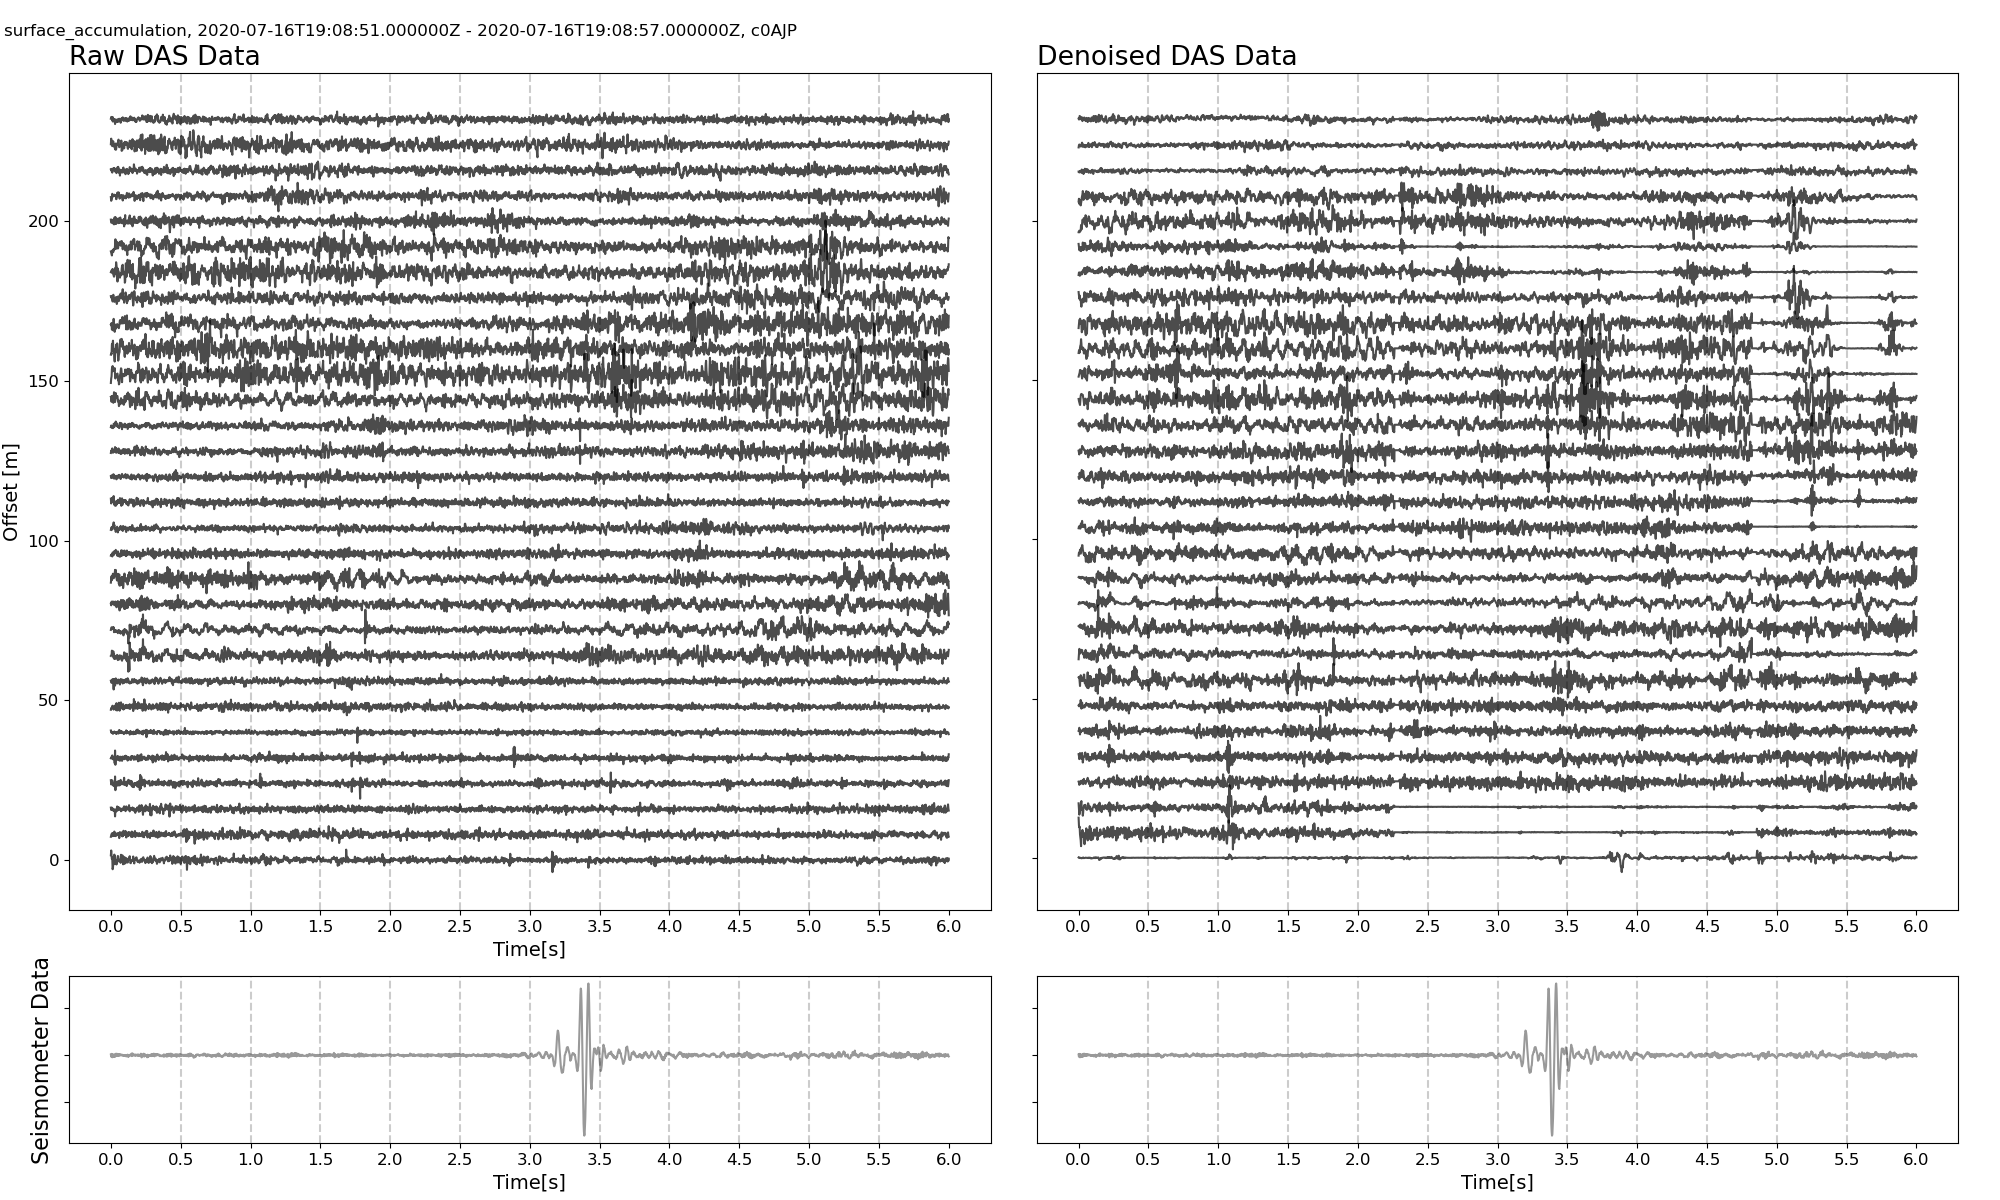 surface_accumulation, 2020-07-16T19:08:51.000000Z - 2020-07-16T19:08:57.000000Z, c0AJP
Raw DAS Data
Denoised DAS Data
Offset [m]
200
150
100
50
0
0.0 0.5 1.0 1.5 2.0 2.5 3.0 3.5 4.0 4.5 5.0 5.5 6.0
Time[s]
0.0 0.5 1.0 1.5 2.0 2.5 3.0 3.5 4.0 4.5 5.0 5.5 6.0
Seismometer Data
0.0 0.5 1.0 1.5 2.0 2.5 3.0 3.5 4.0 4.5 5.0 5.5 6.0
Time[s]
0.0 0.5 1.0 1.5 2.0 2.5 3.0 3.5 4.0 4.5 5.0 5.5 6.0
Time[s]